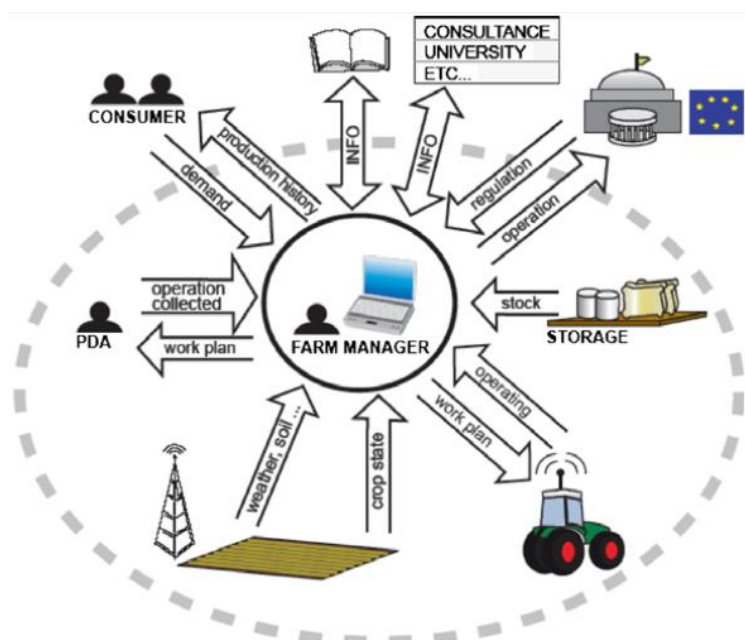 CONSULTANCE
UNIVERSITY
ETC...
CONSUMER
INFO
INFO
production history
demand
regulation
operation
operation
collected
PDA
work plan
FARM MANAGER
stock
STORAGE
operating
work plan
weather, soil ...
crop state